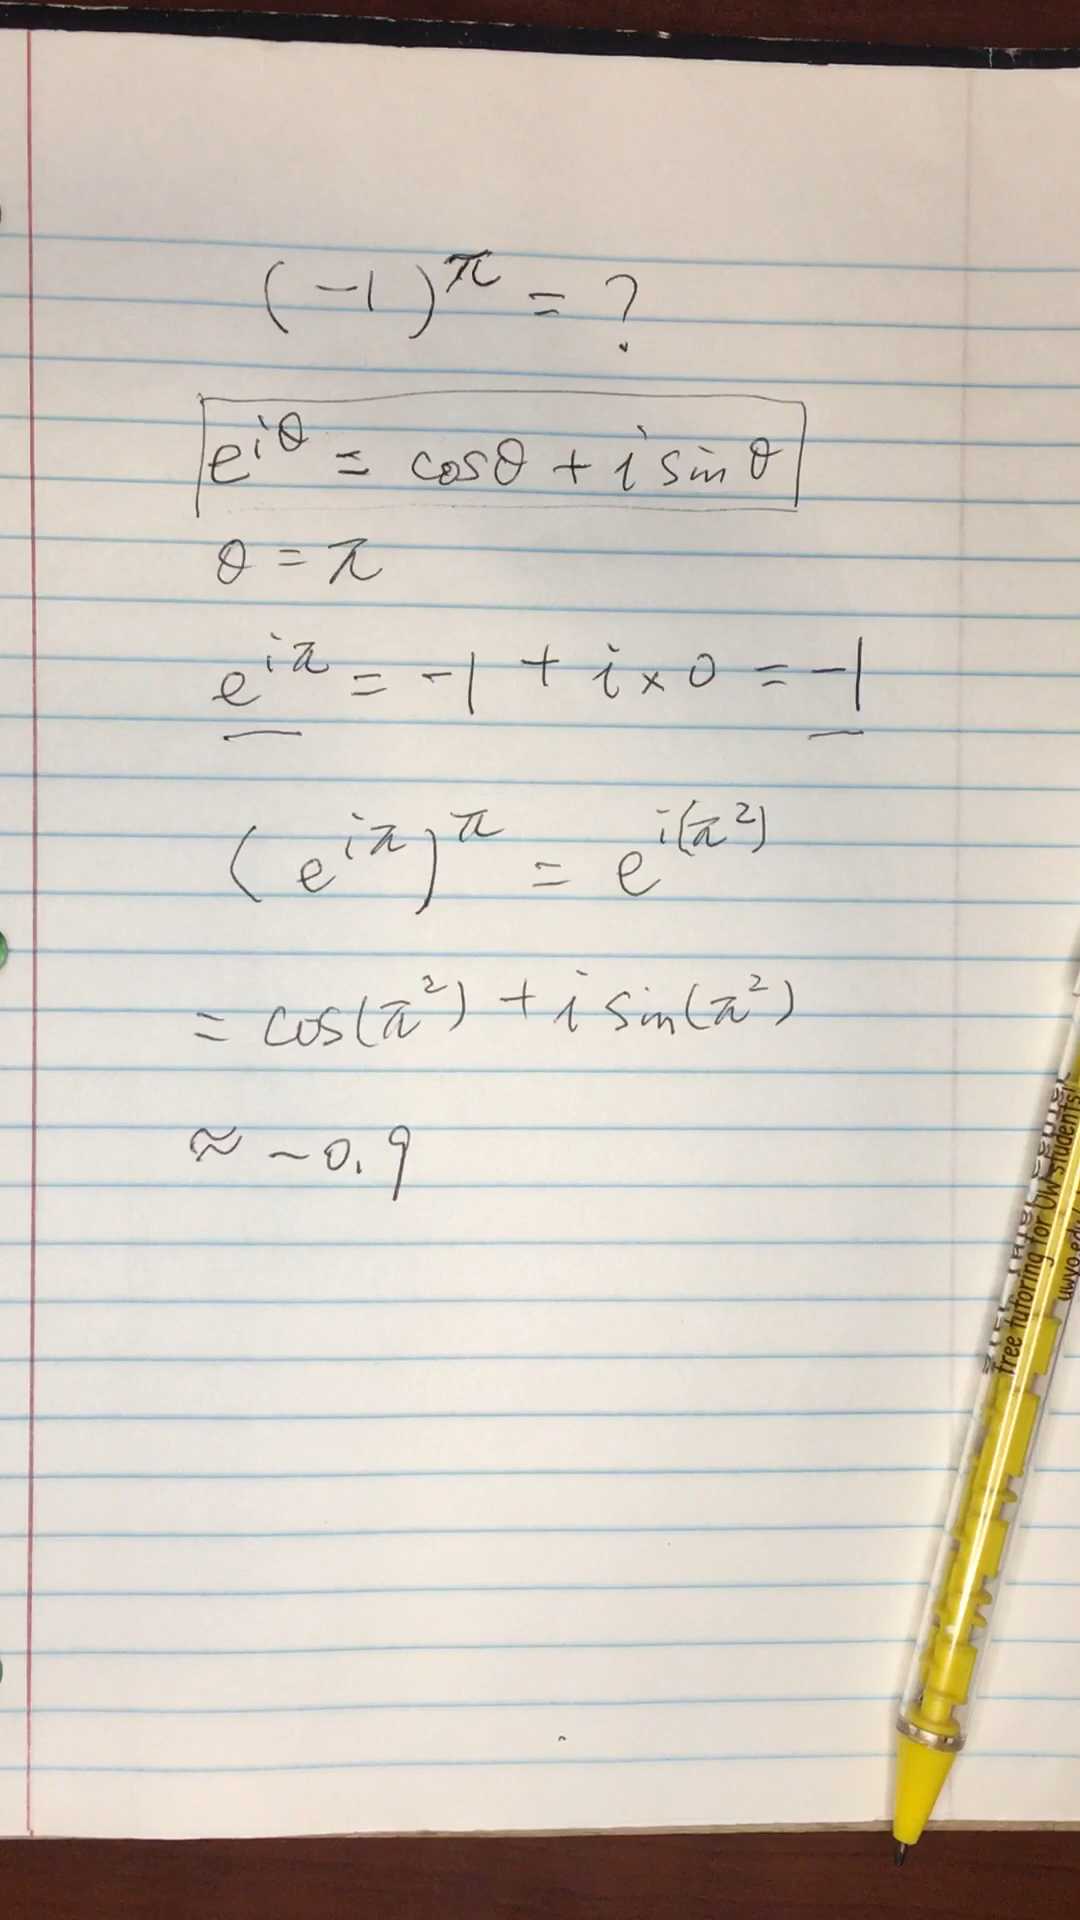 (-1)^π = ?
e^{iθ} = cosθ + i sin θ
θ = π
e^{iπ} = -1 + i × 0 = -1
(e^{iπ})^π = e^{i(π²)}
= cos(π²) + i sin(π²)
≈ -0.9
free tutoring for UW students!